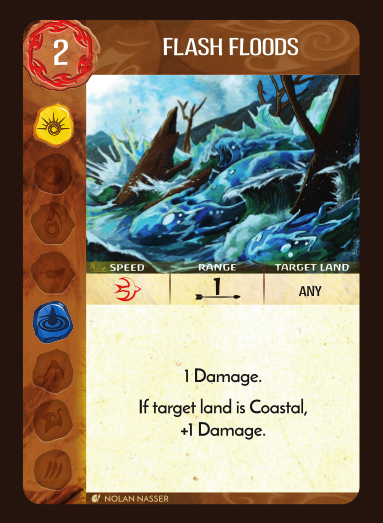 2
FLASH FLOODS
SPEED RANGE TARGET LAND
1 ANY
1 Damage.
If target land is Coastal,
+1 Damage.
NOLAN NASSER